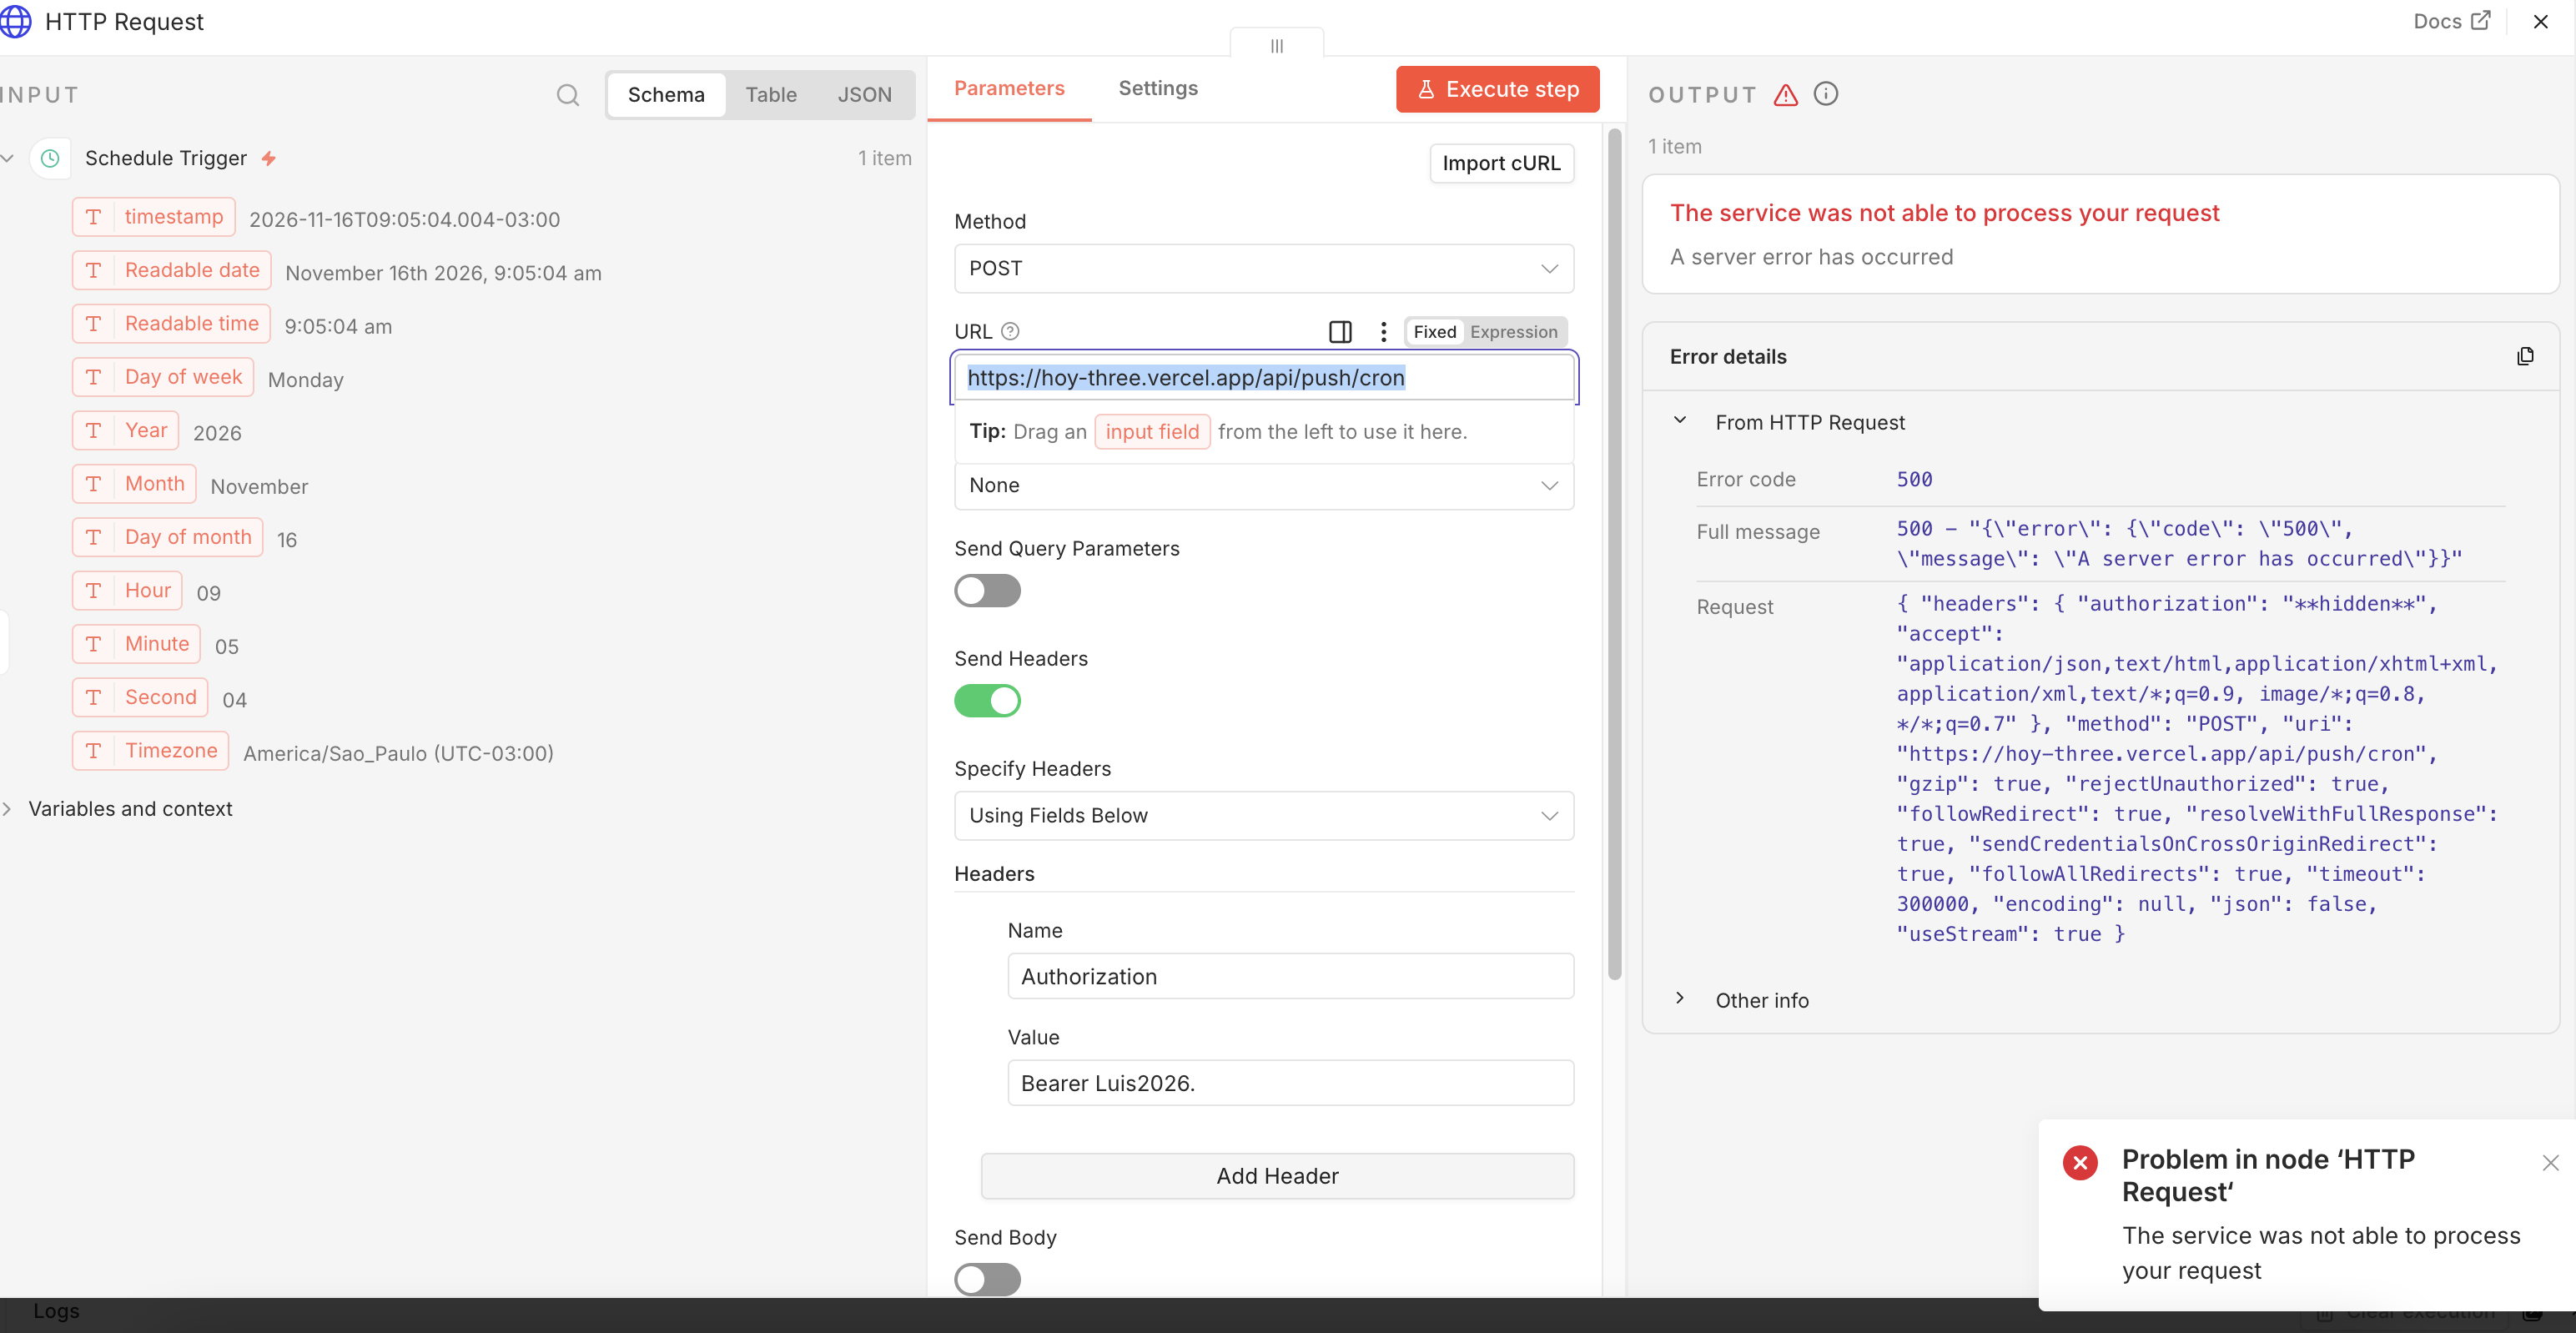 HTTP Request
Docs
INPUT
Schema
Table
JSON
Schedule Trigger
1 item
T timestamp 2026-11-16T09:05:04.004-03:00
T Readable date November 16th 2026, 9:05:04 am
T Readable time 9:05:04 am
T Day of week Monday
T Year 2026
T Month November
T Day of month 16
T Hour 09
T Minute 05
T Second 04
T Timezone America/Sao_Paulo (UTC-03:00)
Variables and context
Parameters
Settings
Execute step
Import cURL
Method
POST
URL
Fixed
Expression
https://hoy-three.vercel.app/api/push/cron
Tip: Drag an input field from the left to use it here.
None
Send Query Parameters
Send Headers
Specify Headers
Using Fields Below
Headers
Name
Authorization
Value
Bearer Luis2026.
Add Header
Send Body
OUTPUT
1 item
The service was not able to process your request
A server error has occurred
Error details
From HTTP Request
Error code 500
Full message 500 - "{\"error\": {\"code\": \"500\",
\"message\": \"A server error has occurred\"}}"
Request { "headers": { "authorization": "**hidden**",
"accept":
"application/json,text/html,application/xhtml+xml,
application/xml,text/*;q=0.9, image/*;q=0.8,
*/*;q=0.7" }, "method": "POST", "uri":
"https://hoy-three.vercel.app/api/push/cron",
"gzip": true, "rejectUnauthorized": true,
"followRedirect": true, "resolveWithFullResponse":
true, "sendCredentialsOnCrossOriginRedirect":
true, "followAllRedirects": true, "timeout":
300000, "encoding": null, "json": false,
"useStream": true }
Other info
Problem in node ‘HTTP
Request‘
The service was not able to process
your request
Logs
Clear execution